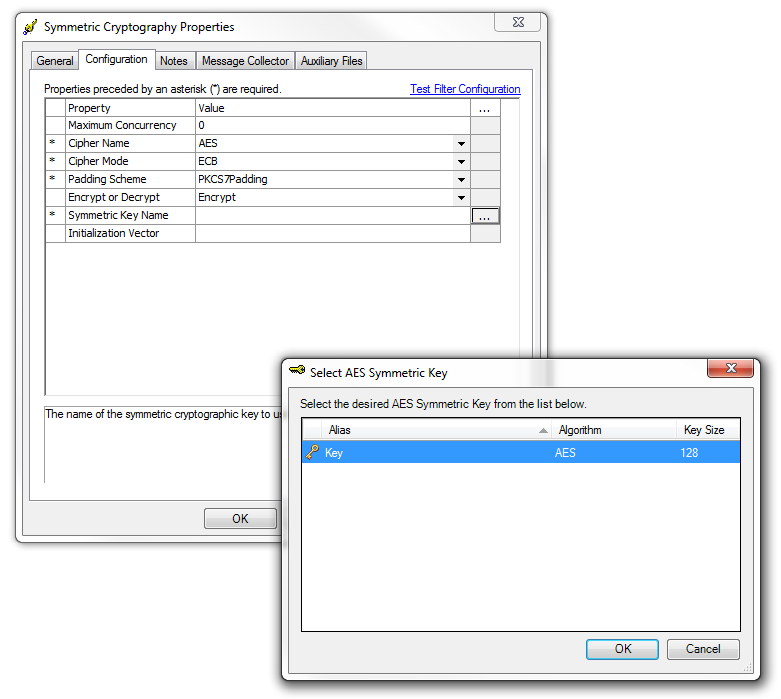 Symmetric Cryptography Properties
General Configuration Notes Message Collector Auxiliary Files
Properties preceded by an asterisk (*) are required. Test Filter Configuration
Property Value ...
Maximum Concurrency 0
* Cipher Name AES
* Cipher Mode ECB
* Padding Scheme PKCS7Padding
Encrypt or Decrypt Encrypt
* Symmetric Key Name ...
Initialization Vector
The name of the symmetric cryptographic key to
OK
Select AES Symmetric Key
Select the desired AES Symmetric Key from the list below.
Alias Algorithm Key Size
Key AES 128
OK Cancel